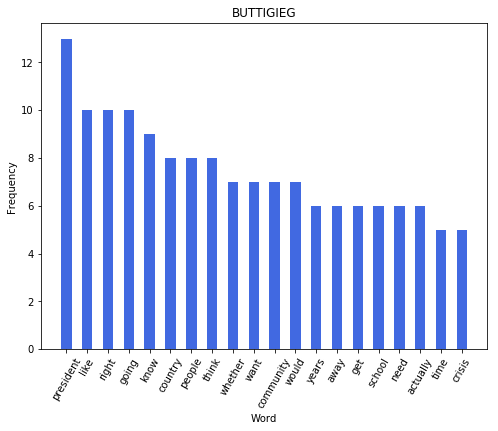 BUTTIGIEG
12
10
8
6
4
2
0
Frequency
president
like
right
going
know
country
people
think
whether
want
community
would
years
away
get
school
need
actually
time
crisis
Word